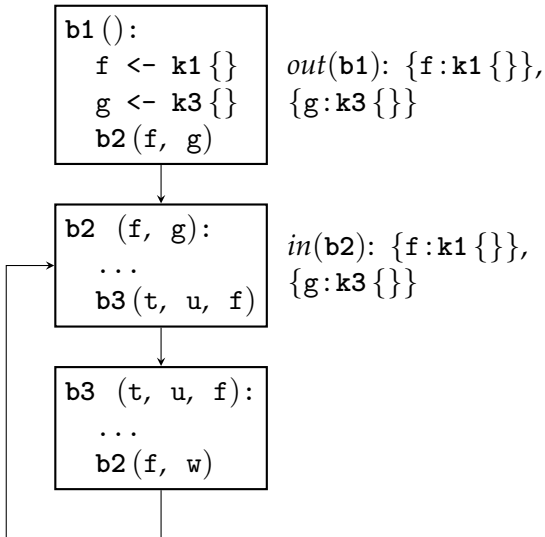 b1():
f <- k1{}
g <- k3{}
b2(f, g)
out(b1): {f:k1{}},
{g:k3{}}
b2 (f, g):
...
b3(t, u, f)
in(b2): {f:k1{}},
{g:k3{}}
b3 (t, u, f):
...
b2(f, w)